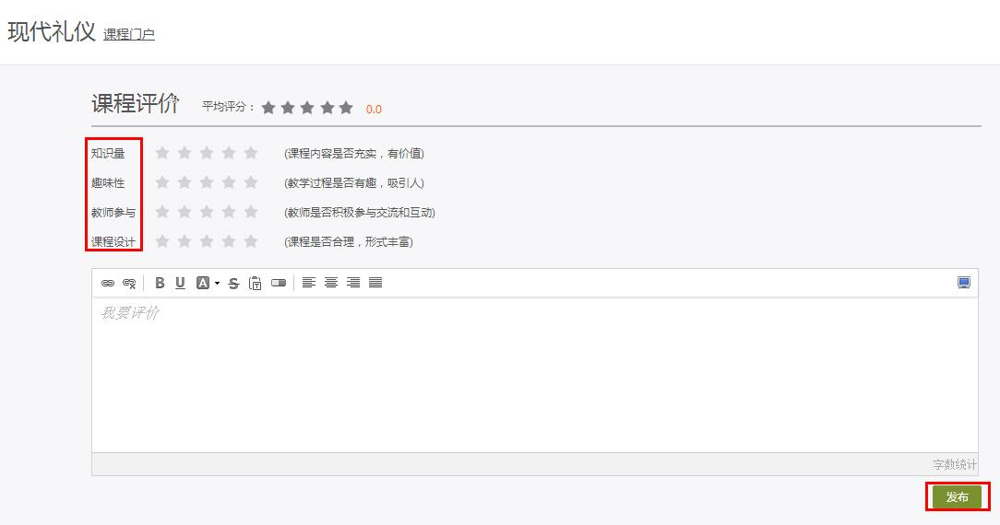 现代礼仪 课程门户
课程评价 平均评分： 0.0
知识量 (课程内容是否充实，有价值)
趣味性 (教学过程是否有趣，吸引人)
教师参与 (教师是否积极参与交流和互动)
课程设计 (课程是否合理，形式丰富)
B U A S
我要评价
字数统计
发布